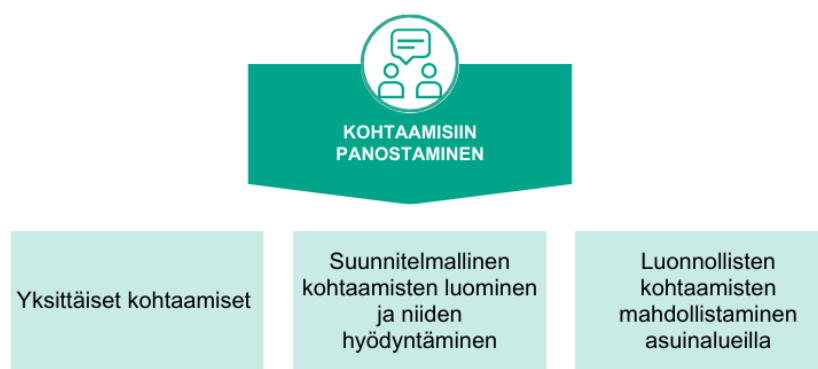 KOHTAAMISIIN
PANOSTAMINEN
Yksittäiset kohtaamiset
Suunnitelmallinen
kohtaamisten luominen
ja niiden
hyödyntäminen
Luonnollisten
kohtaamisten
mahdollistaminen
asuinalueilla